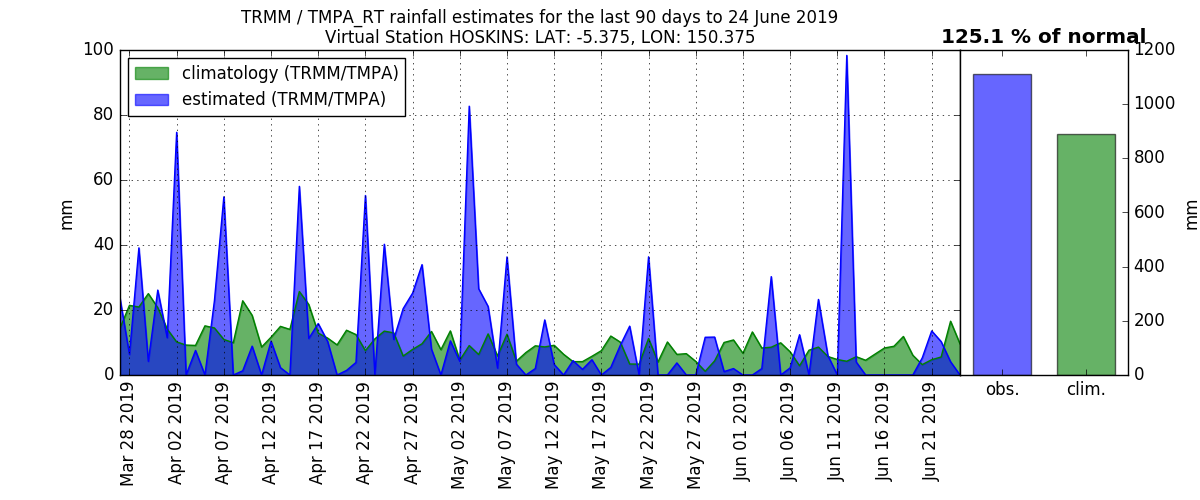 TRMM / TMPA_RT rainfall estimates for the last 90 days to 24 June 2019
Virtual Station HOSKINS: LAT: -5.375, LON: 150.375
125.1 % of normal
climatology (TRMM/TMPA)
estimated (TRMM/TMPA)
mm
100
80
60
40
20
0
Mar 28 2019
Apr 02 2019
Apr 07 2019
Apr 12 2019
Apr 17 2019
Apr 22 2019
Apr 27 2019
May 02 2019
May 07 2019
May 12 2019
May 17 2019
May 22 2019
May 27 2019
Jun 01 2019
Jun 06 2019
Jun 11 2019
Jun 16 2019
Jun 21 2019
obs.
clim.
1200
1000
800
600
400
200
0
mm